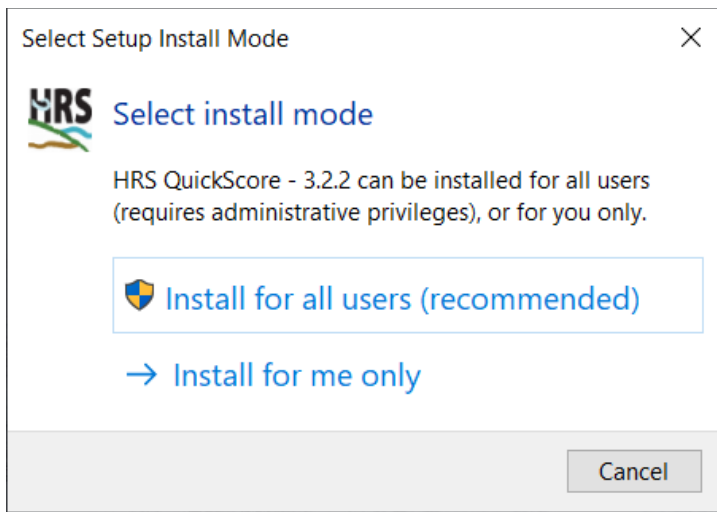 Select Setup Install Mode
HRS
Select install mode
HRS QuickScore - 3.2.2 can be installed for all users
(requires administrative privileges), or for you only.
Install for all users (recommended)
Install for me only
Cancel